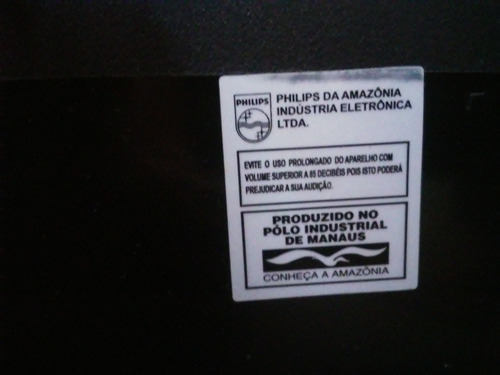 PHILIPS
PHILIPS DA AMAZÔNIA
INDÚSTRIA ELETRÔNICA
LTDA.
EVITE O USO PROLONGADO DO APARELHO COM
VOLUME SUPERIOR A 85 DECIBÉIS POIS ISTO PODERÁ
PREJUDICAR A SUA AUDIÇÃO.
PRODUZIDO NO
PÓLO INDUSTRIAL
DE MANAUS
CONHEÇA A AMAZÔNIA